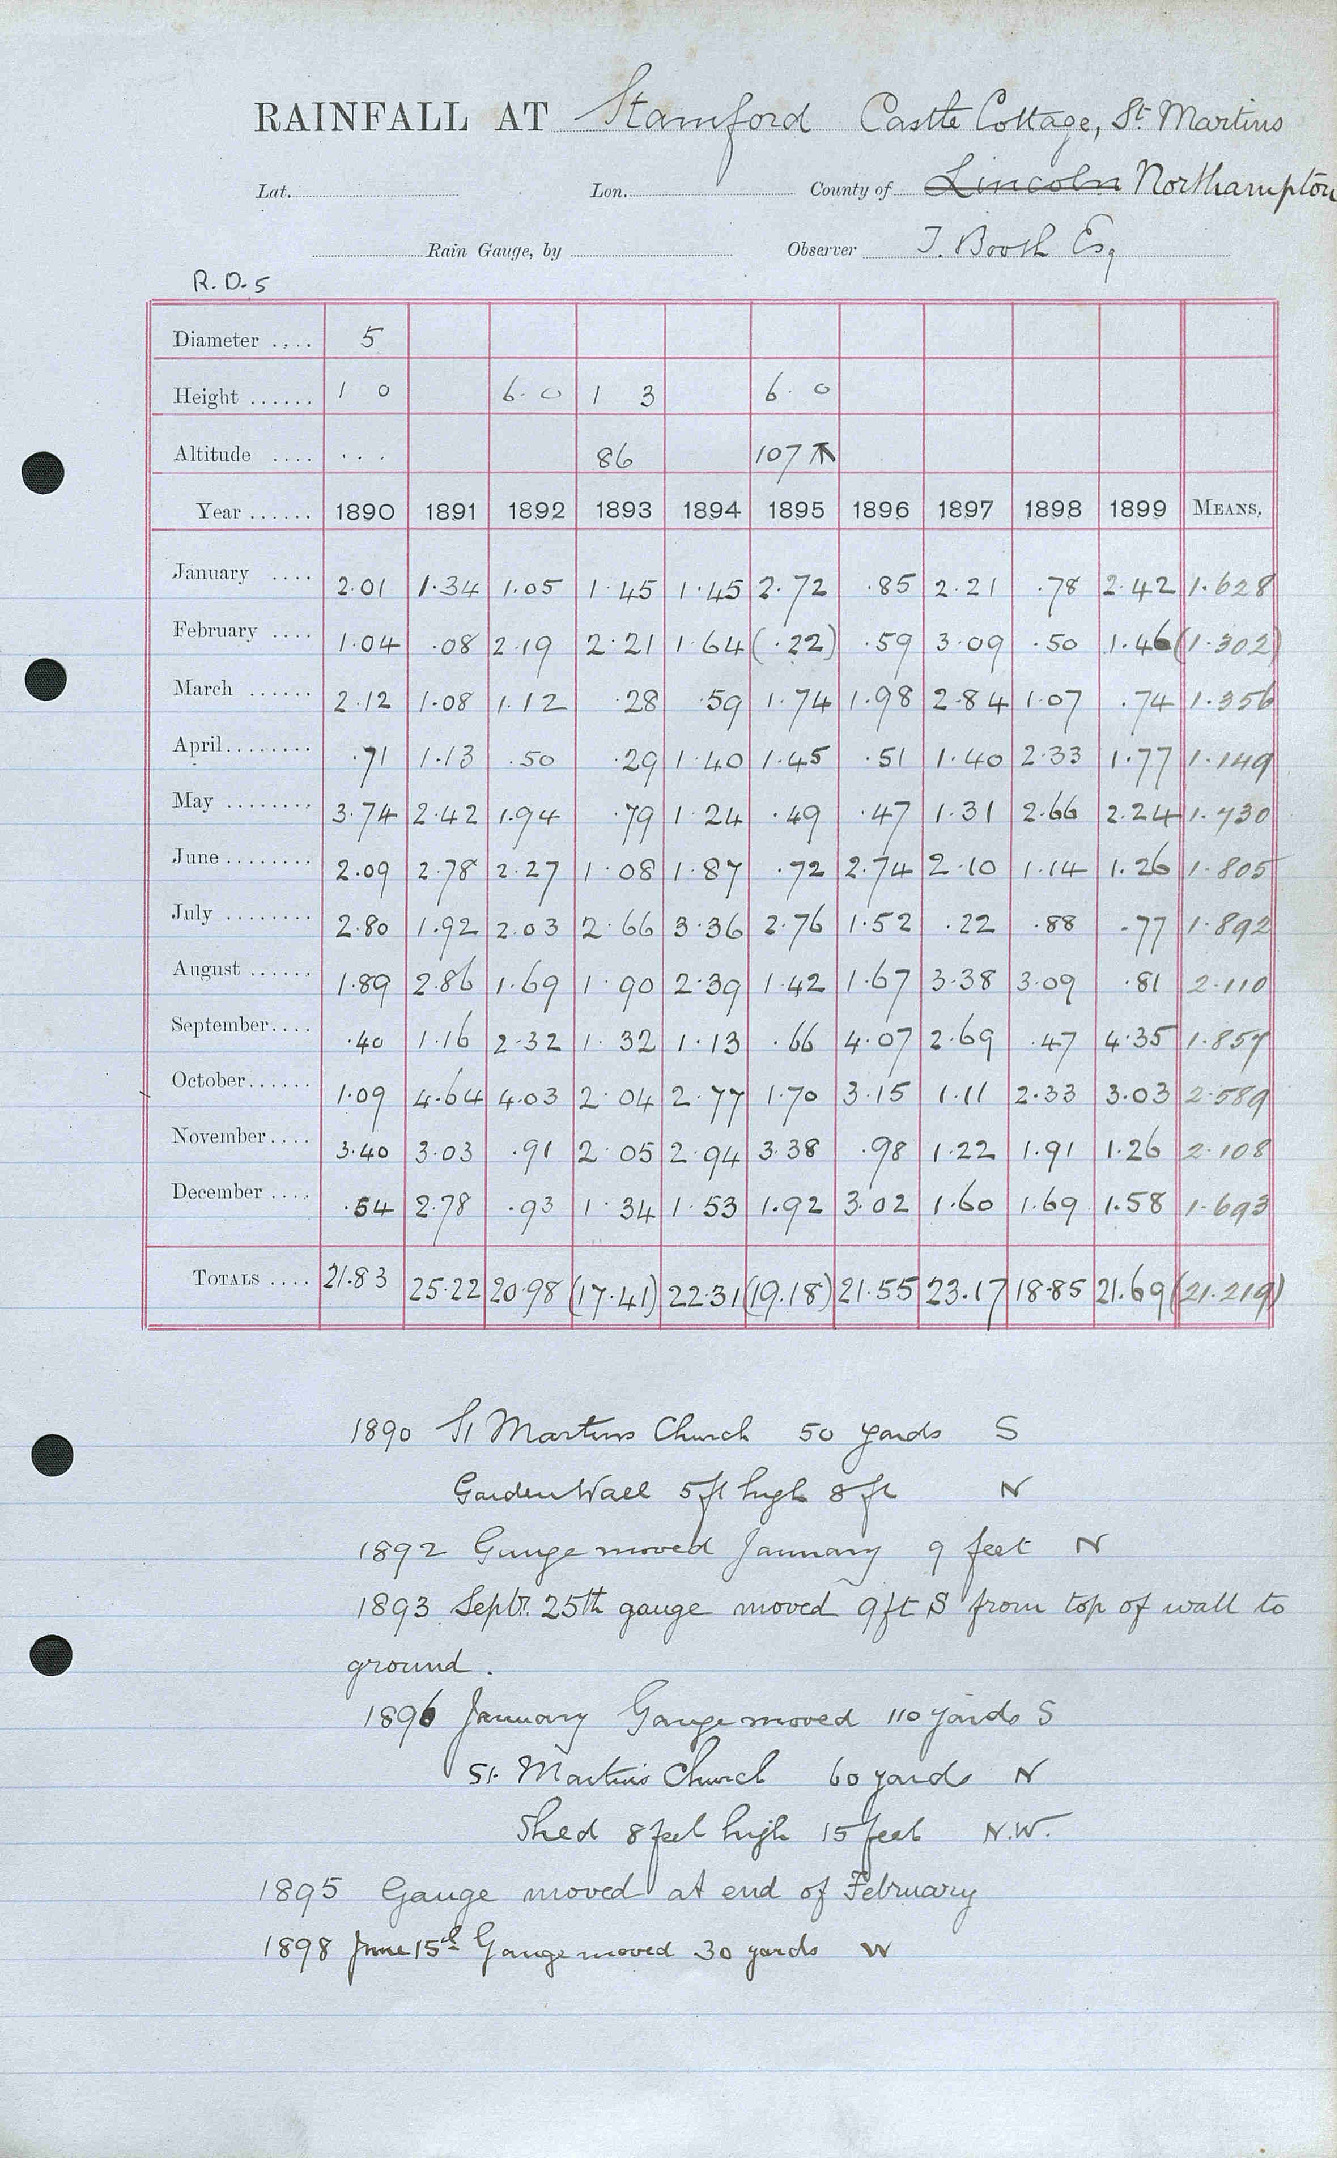 RAINFALL AT Stamford Castle Cottage, St. Martins
Lat. Lon. County of Lincoln Northampton
Rain Gauge, by Observer J. Booth Esq
R. D. 5
Diameter .... 5
Height ...... 1 0 6. 0 1 3 6. 0
Altitude .... ... 86 107
Year ...... 1890 1891 1892 1893 1894 1895 1896 1897 1898 1899 MEANS.
January .... 2.01 1.34 1.05 1.45 1.45 2.72 .85 2.21 .78 2.42 1.628
February .... 1.04 .08 2.19 2.21 1.64 (.22) .59 3.09 .50 1.46 (1.302)
March ...... 2.12 1.08 1.12 .28 .59 1.74 1.98 2.84 1.07 .74 1.356
April........ .71 1.13 .50 .29 1.40 1.45 .51 1.40 2.33 1.77 1.149
May ........ 3.74 2.42 1.94 .79 1.24 .49 .47 1.31 2.66 2.24 1.730
June ........ 2.09 2.78 2.27 1.08 1.87 .72 2.74 2.10 1.14 1.26 1.805
July ........ 2.80 1.92 2.03 2.66 3.36 2.76 1.52 .22 .88 .77 1.892
August ...... 1.89 2.86 1.69 1.90 2.39 1.42 1.67 3.38 3.09 .81 2.110
September.... .40 1.16 2.32 1.32 1.13 .66 4.07 2.69 .47 4.35 1.857
October...... 1.09 4.64 4.03 2.04 2.77 1.70 3.15 1.11 2.33 3.03 2.589
November.... 3.40 3.03 .91 2.05 2.94 3.38 .98 1.22 1.91 1.26 2.108
December .... .54 2.78 .93 1.34 1.53 1.92 3.02 1.60 1.69 1.58 1.693
TOTALS .... 21.83 25.22 20.98 (17.41) 22.31 (19.18) 21.55 23.17 18.85 21.69 (21.219)
1890 St Martins Church 50 yards S
Garden Wall 5ft high 8 ft N
1892 Gauge moved January 9 feet N
1893 Septr. 25th gauge moved 9ft S from top of wall to
ground.
1896 January Gauge moved 110 yards S
St. Martin's Church 60 yards N
Shed 8 feet high 15 feet N.W.
1895 Gauge moved at end of February
1898 June 15th Gauge moved 30 yards W